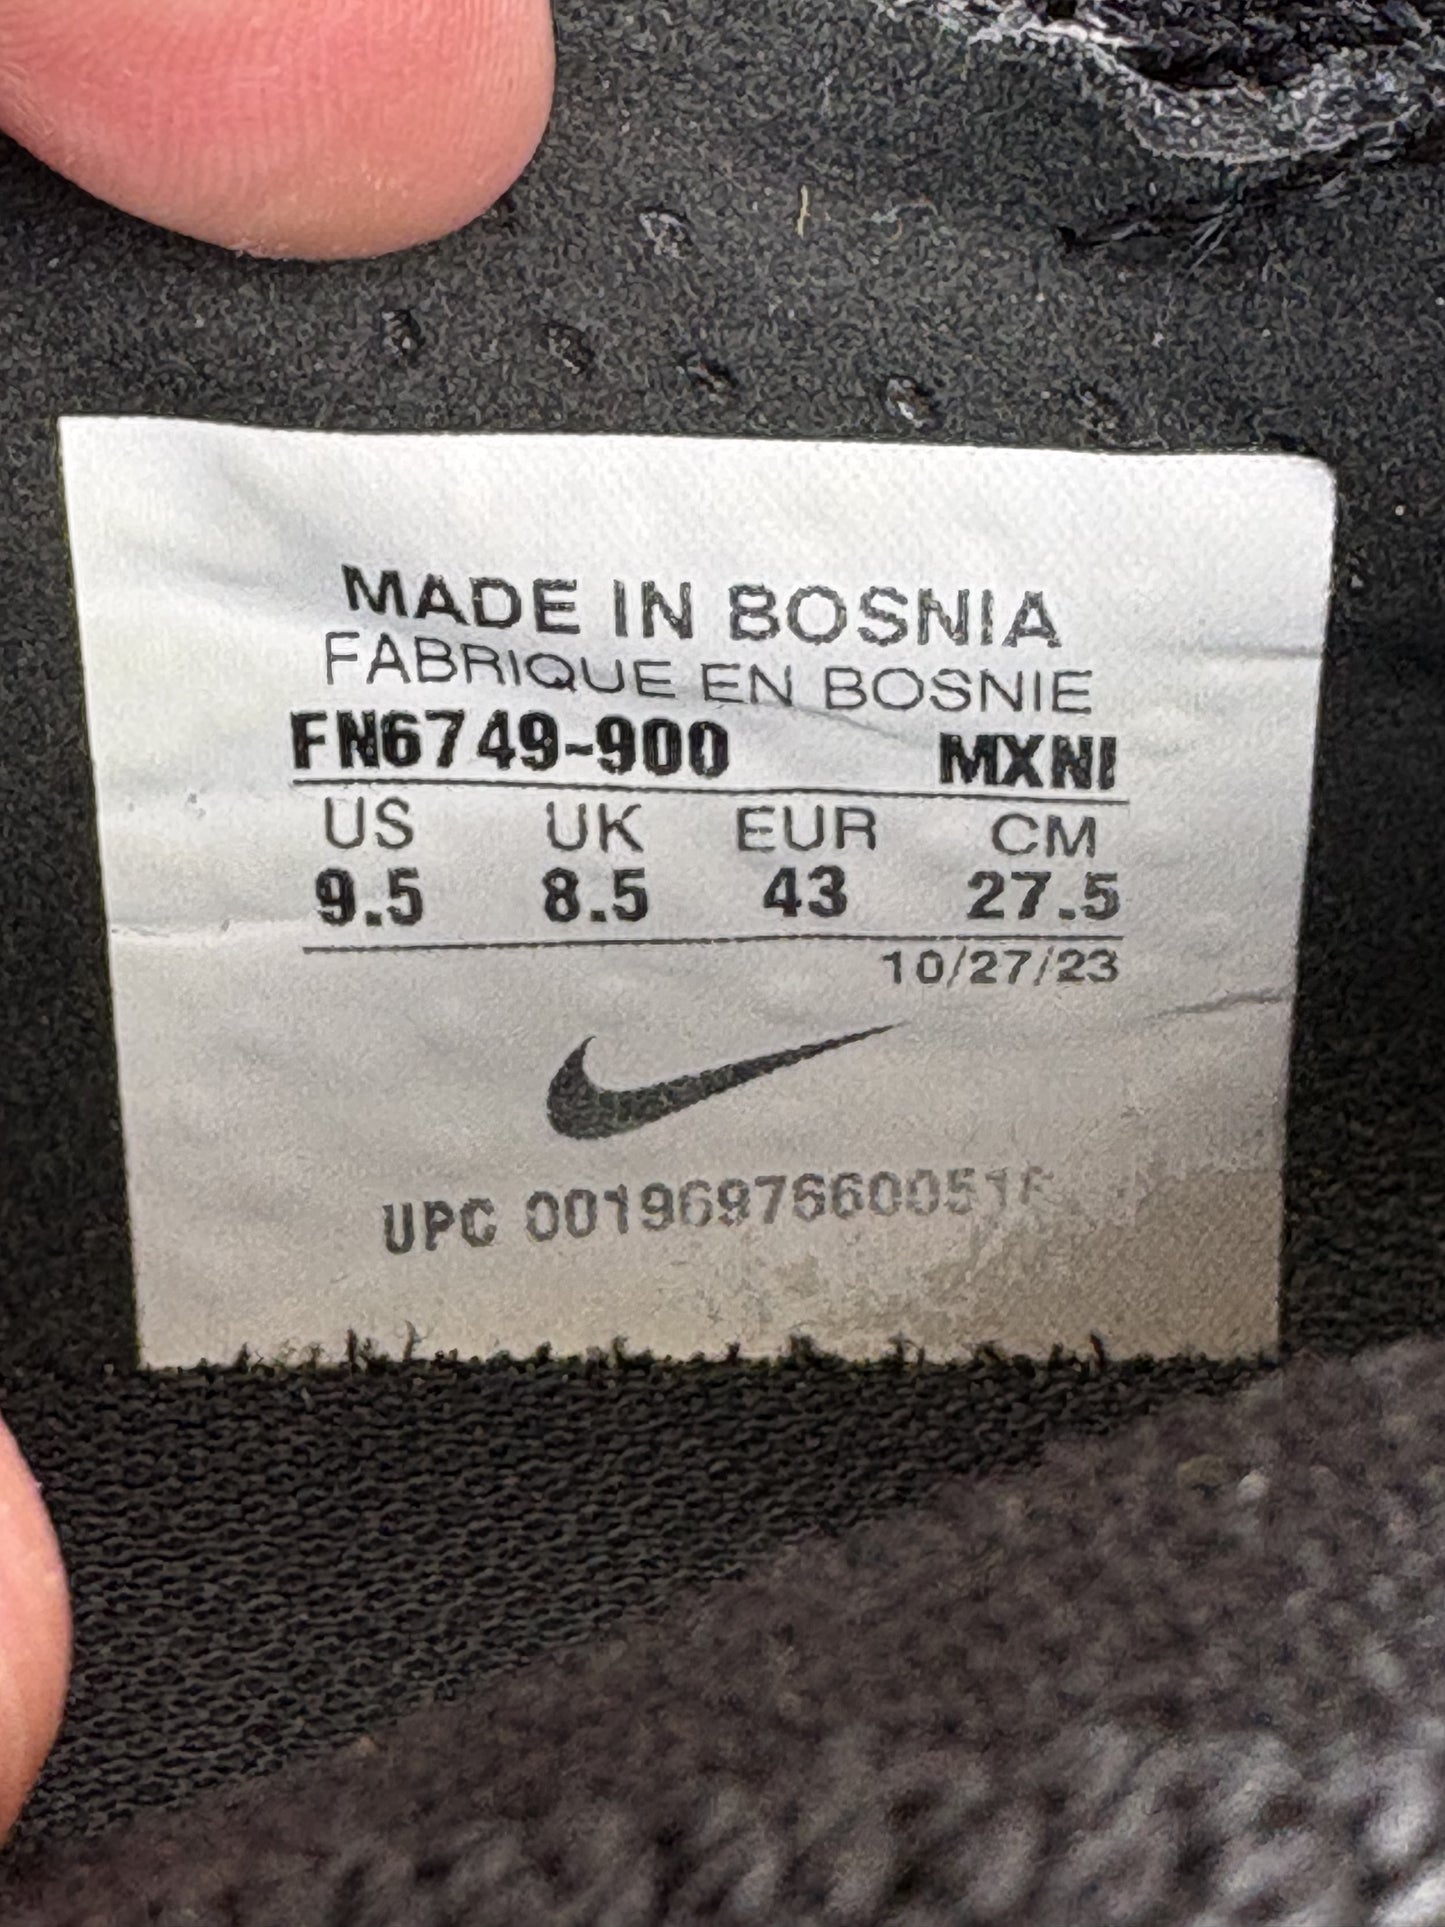 MADE IN BOSNIA
FABRIQUE EN BOSNIE
FN6749-900 MXNI
US UK EUR CM
9.5 8.5 43 27.5
10/27/23
UPC